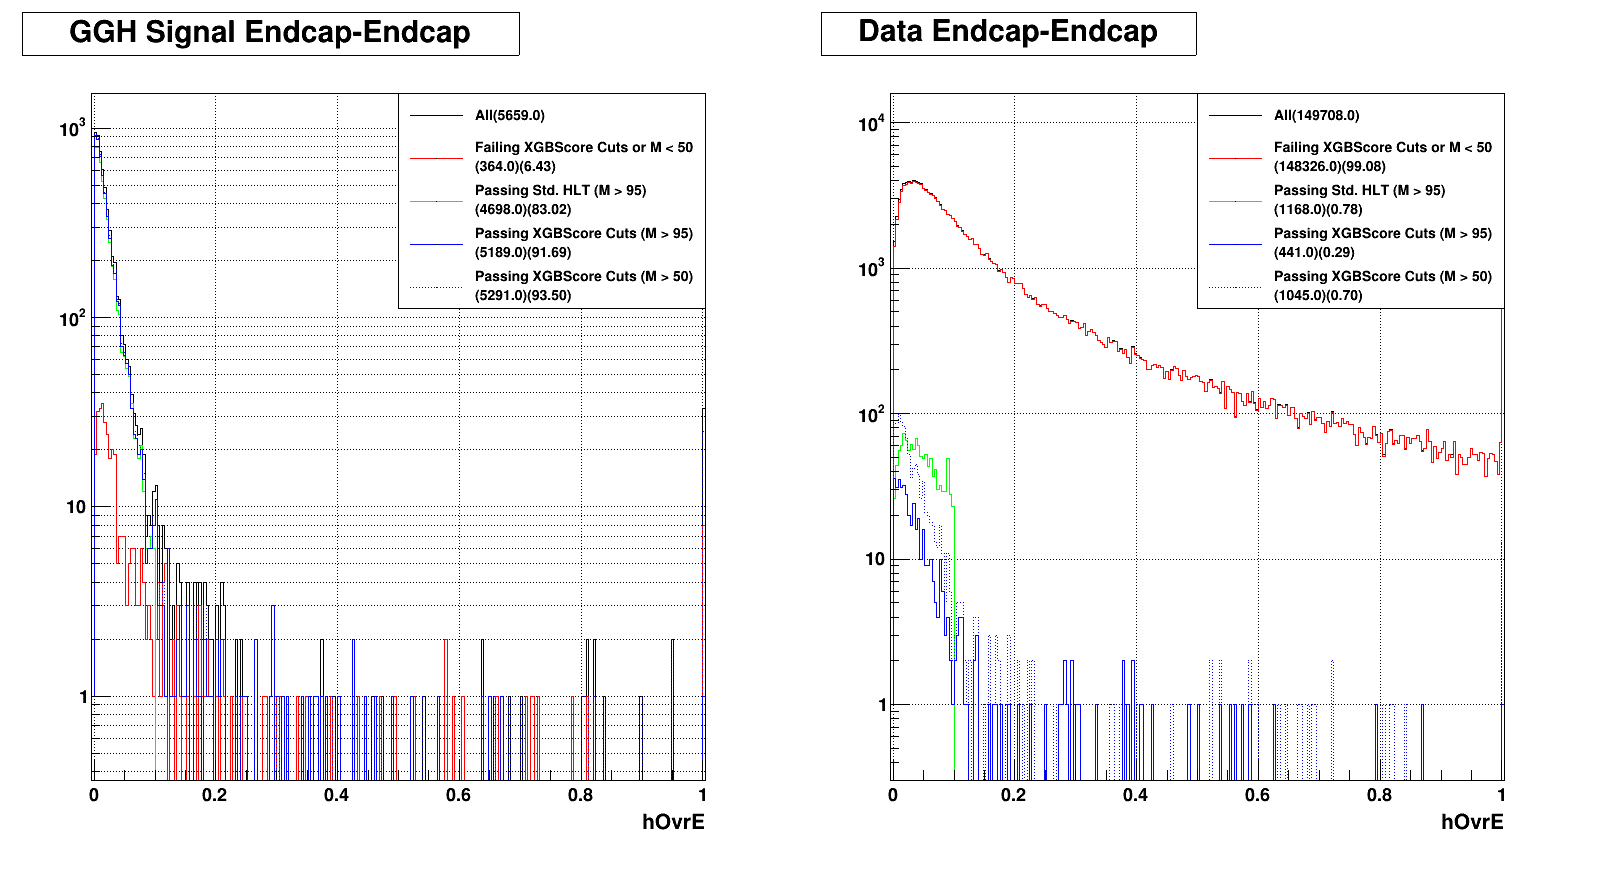 GGH Signal Endcap-Endcap
All(5659.0)
Failing XGBScore Cuts or M < 50
(364.0)(6.43)
Passing Std. HLT (M > 95)
(4698.0)(83.02)
Passing XGBScore Cuts (M > 95)
(5189.0)(91.69)
Passing XGBScore Cuts (M > 50)
(5291.0)(93.50)
10³
10²
10
1
0 0.2 0.4 0.6 0.8 1
hOvrE
Data Endcap-Endcap
All(149708.0)
Failing XGBScore Cuts or M < 50
(148326.0)(99.08)
Passing Std. HLT (M > 95)
(1168.0)(0.78)
Passing XGBScore Cuts (M > 95)
(441.0)(0.29)
Passing XGBScore Cuts (M > 50)
(1045.0)(0.70)
10⁴
10³
10²
10
1
0 0.2 0.4 0.6 0.8 1
hOvrE